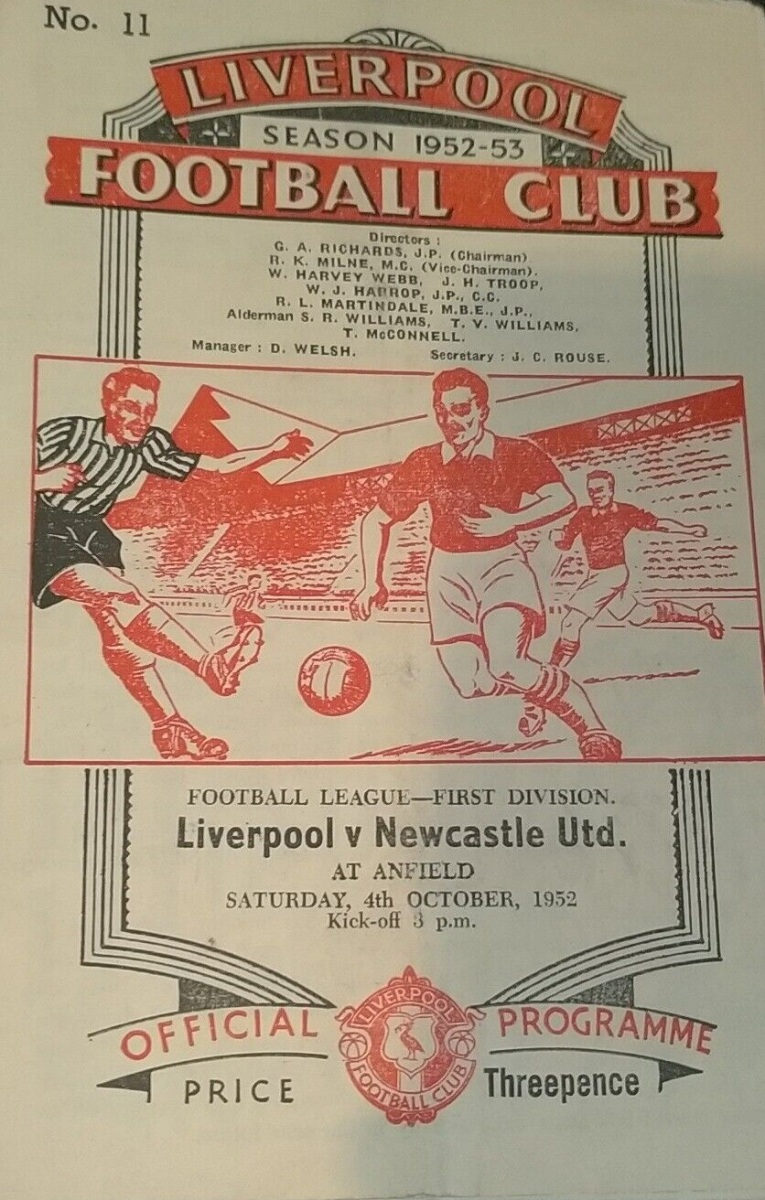 No. 11
LIVERPOOL
SEASON 1952-53
FOOTBALL CLUB
Directors :
G. A. RICHARDS, J.P. (Chairman)
R. K. MILNE, M.C. (Vice-Chairman).
W. HARVEY WEBB, J. H. TROOP,
W. J. HARROP, J.P., C.C.
R. L. MARTINDALE, M.B.E., J.P.,
Alderman S. R. WILLIAMS, T. V. WILLIAMS,
T. McCONNELL.
Manager : D. WELSH. Secretary : J. C. ROUSE.
FOOTBALL LEAGUE—FIRST DIVISION.
Liverpool v Newcastle Utd.
AT ANFIELD
SATURDAY, 4th OCTOBER, 1952
Kick-off 3 p.m.
OFFICIAL PROGRAMME
LIVERPOOL
FOOTBALL CLUB
PRICE Threepence